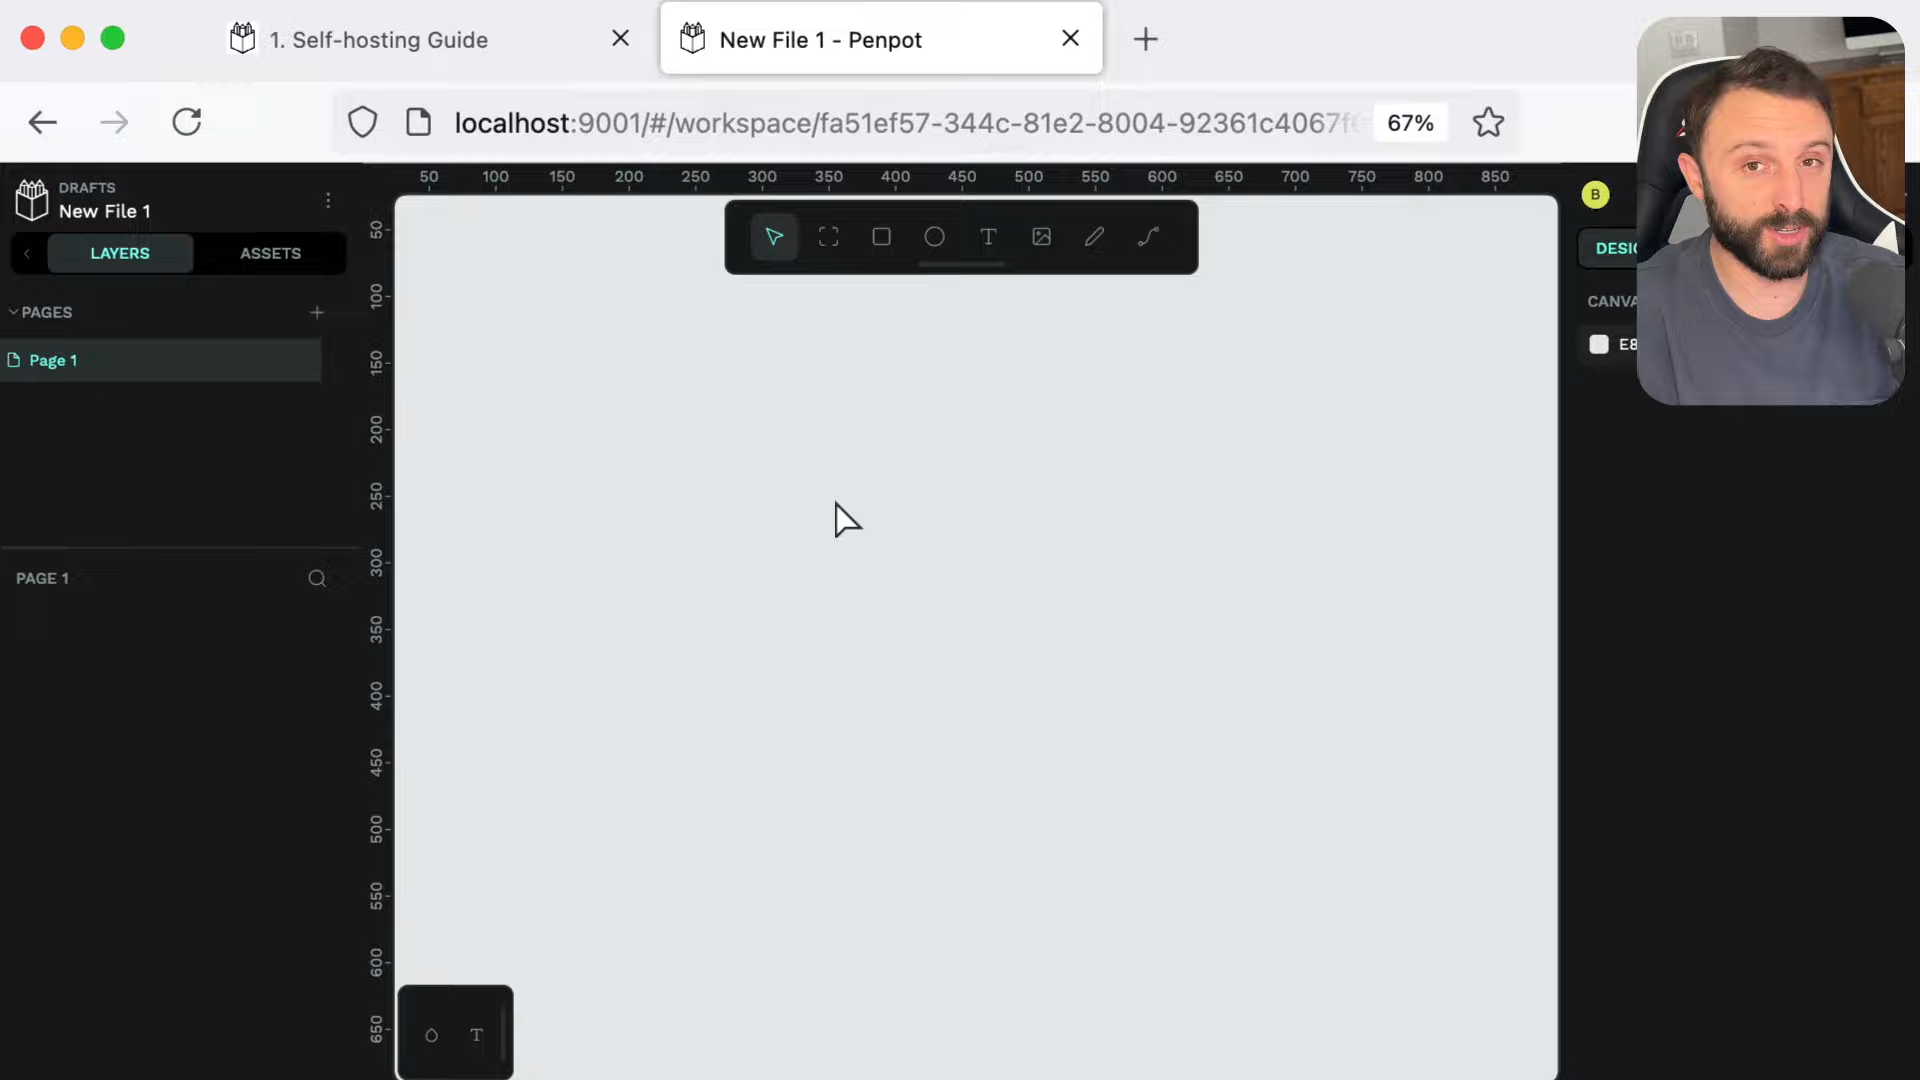 1. Self-hosting Guide
New File 1 - Penpot
localhost:9001/#/workspace/fa51ef57-344c-81e2-8004-92361c4067f
67%
DRAFTS
New File 1
LAYERS
ASSETS
PAGES
Page 1
PAGE 1
50 100 150 200 250 300 350 400 450 500 550 600 650 700 750 800 850
50
100
150
200
250
300
350
400
450
500
550
600
650
T
T
B
DESIG
CANVA
E8